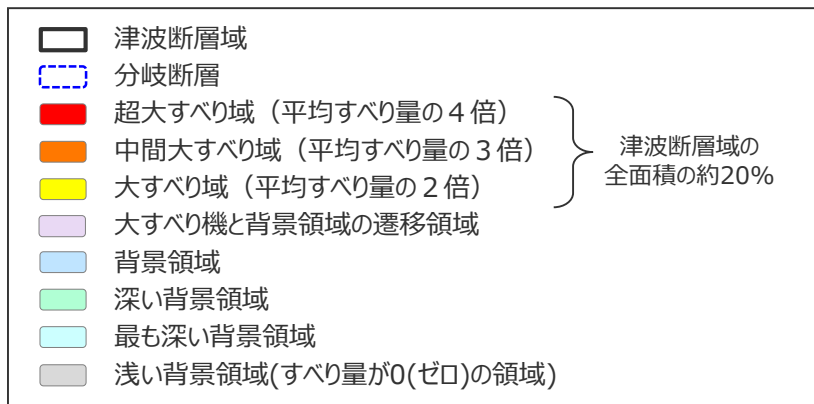 津波断層域
分岐断層
超大すべり域（平均すべり量の４倍）
中間大すべり域（平均すべり量の３倍）
大すべり域（平均すべり量の２倍）
津波断層域の
全面積の約20%
大すべり機と背景領域の遷移領域
背景領域
深い背景領域
最も深い背景領域
浅い背景領域(すべり量が0(ゼロ)の領域)